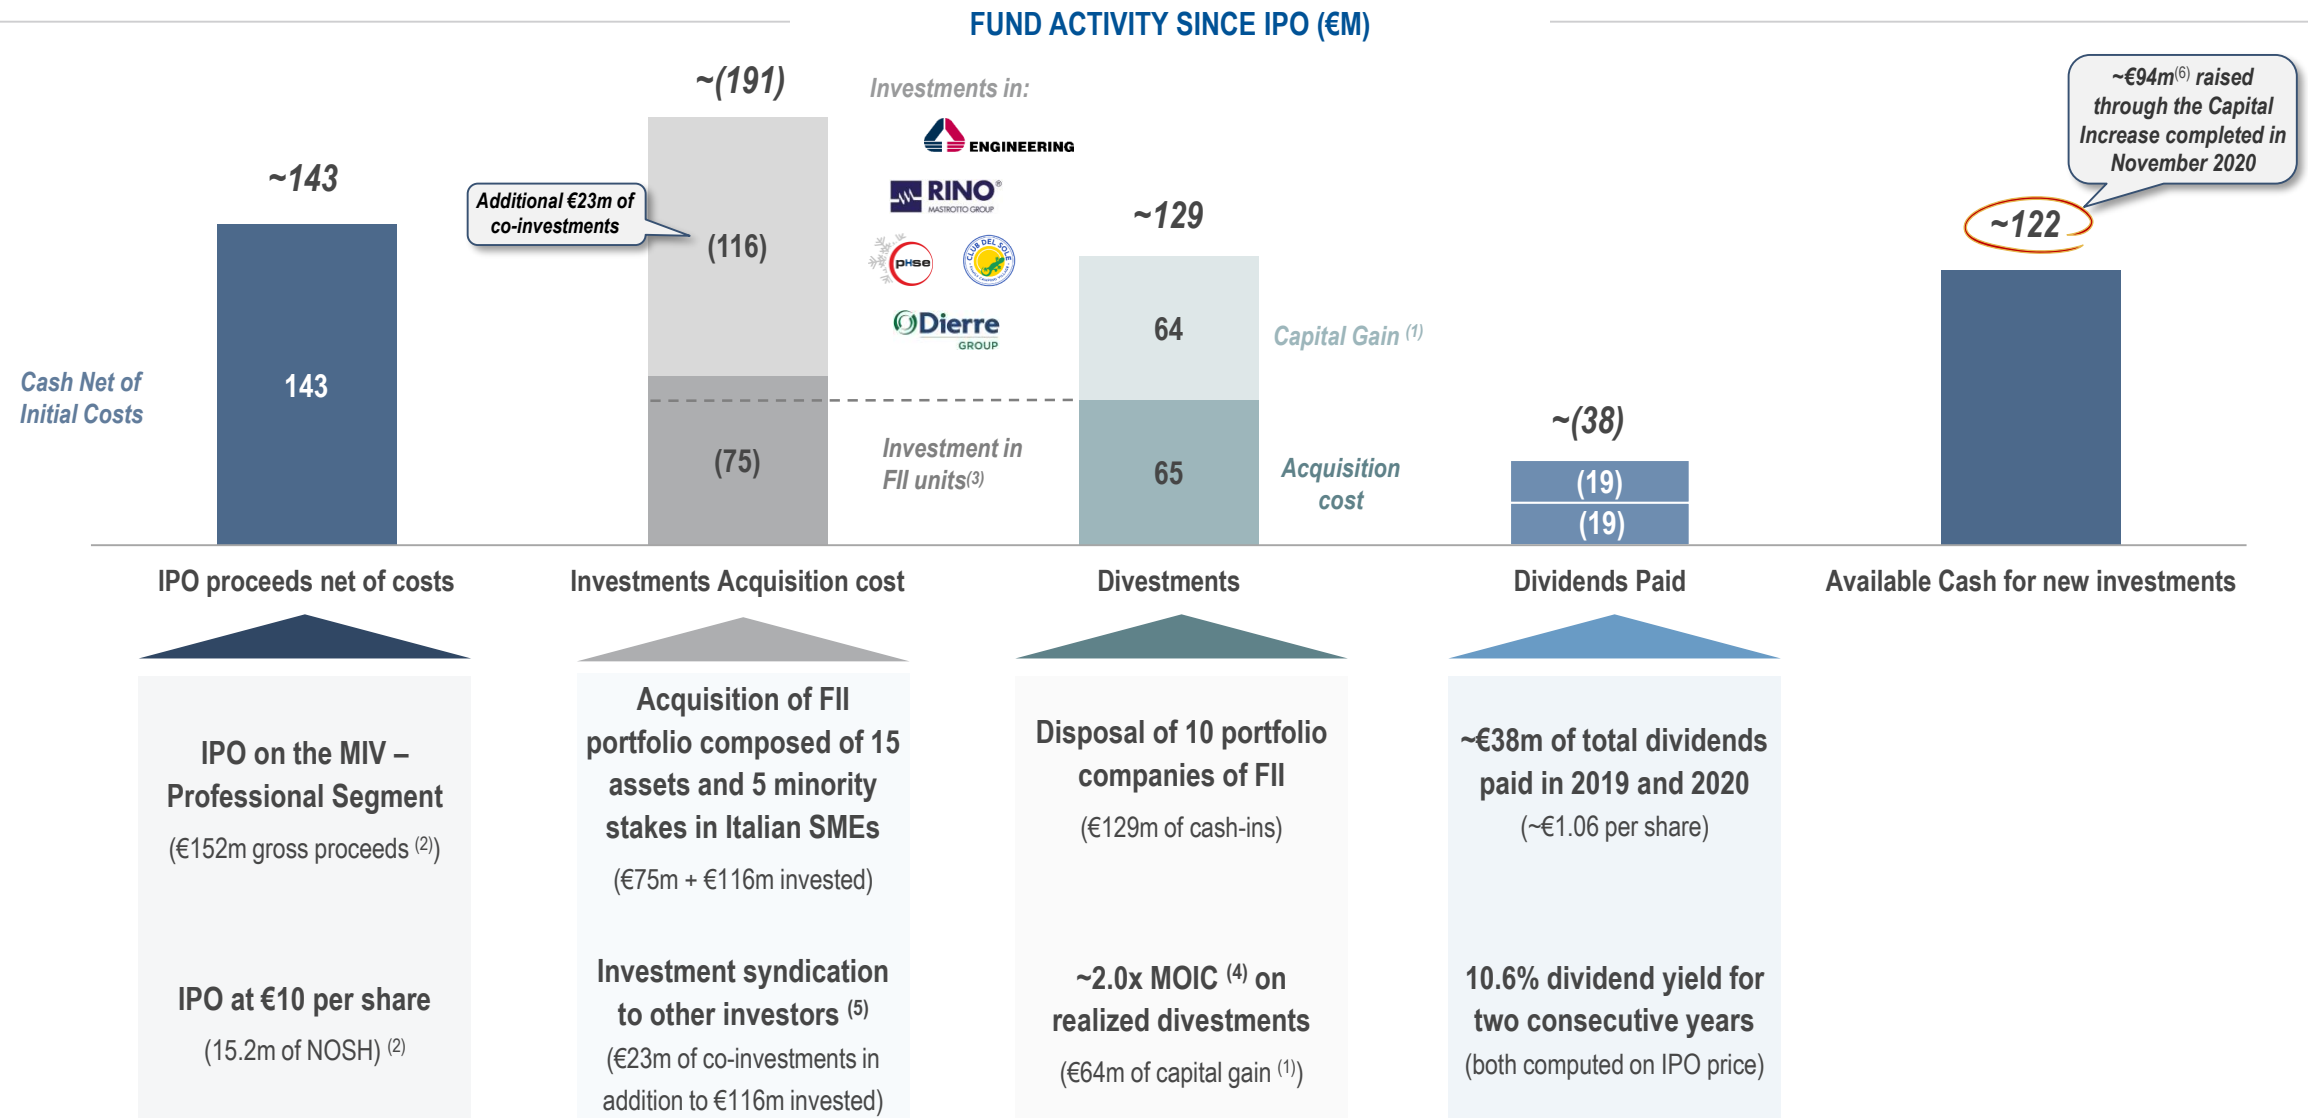 FUND ACTIVITY SINCE IPO (€M)
~143
143
Cash Net of
Initial Costs
~(191)
(116)
(75)
Additional €23m of
co-investments
Investments in:
ENGINEERING
RINO®
MASTROTTO GROUP
PHse
CLUB DEL SOLE
Dierre
GROUP
Investment in
FII units(3)
~129
64
65
Capital Gain (1)
Acquisition
cost
~(38)
(19)
(19)
~122
~€94m(6) raised
through the Capital
Increase completed in
November 2020
IPO proceeds net of costs
Investments Acquisition cost
Divestments
Dividends Paid
Available Cash for new investments
IPO on the MIV –
Professional Segment
(€152m gross proceeds (2))
IPO at €10 per share
(15.2m of NOSH) (2)
Acquisition of FII
portfolio composed of 15
assets and 5 minority
stakes in Italian SMEs
(€75m + €116m invested)
Investment syndication
to other investors (5)
(€23m of co-investments in
addition to €116m invested)
Disposal of 10 portfolio
companies of FII
(€129m of cash-ins)
~2.0x MOIC (4) on
realized divestments
(€64m of capital gain (1))
~€38m of total dividends
paid in 2019 and 2020
(~€1.06 per share)
10.6% dividend yield for
two consecutive years
(both computed on IPO price)